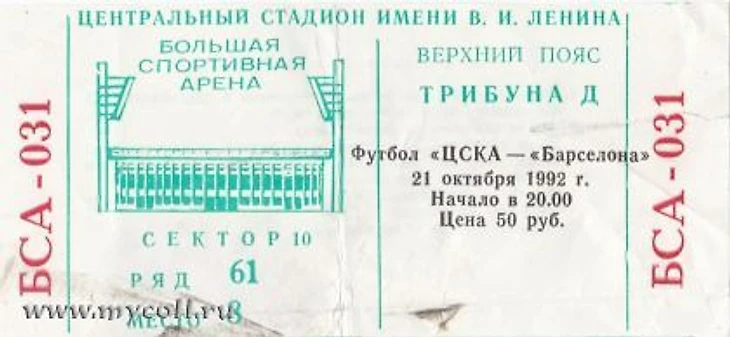 ЦЕНТРАЛЬНЫЙ СТАДИОН ИМЕНИ В. И. ЛЕНИНА
БОЛЬШАЯ
СПОРТИВНАЯ
АРЕНА
СЕКТОР 10
РЯД 61
МЕСТО 8
ВЕРХНИЙ ПОЯС
ТРИБУНА Д
Футбол «ЦСКА — «Барселона»
21 октября 1992 г.
Начало в 20.00
Цена 50 руб.
БСА - 031
БСА - 031
www.mycoll.ru